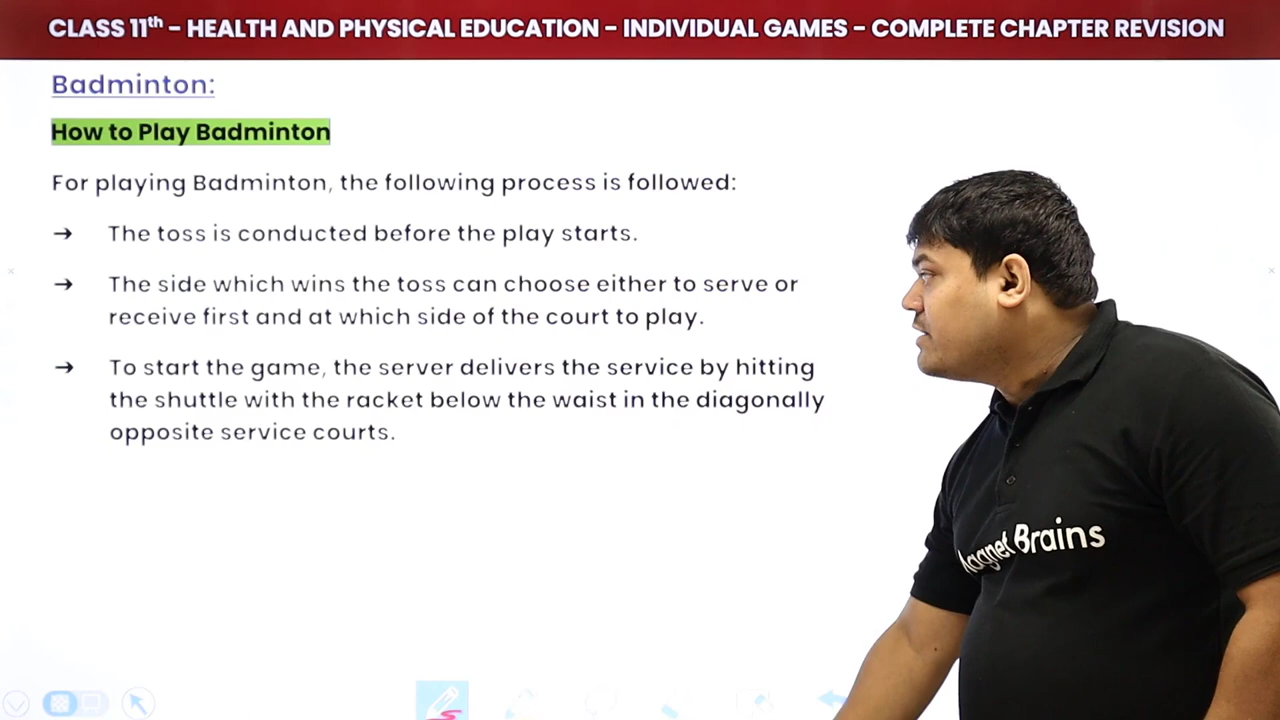 CLASS 11th – HEALTH AND PHYSICAL EDUCATION – INDIVIDUAL GAMES – COMPLETE CHAPTER REVISION
Badminton:
How to Play Badminton
For playing Badminton, the following process is followed:
→ The toss is conducted before the play starts.
→ The side which wins the toss can choose either to serve or
receive first and at which side of the court to play.
→ To start the game, the server delivers the service by hitting
the shuttle with the racket below the waist in the diagonally
opposite service courts.
Magnet Brains